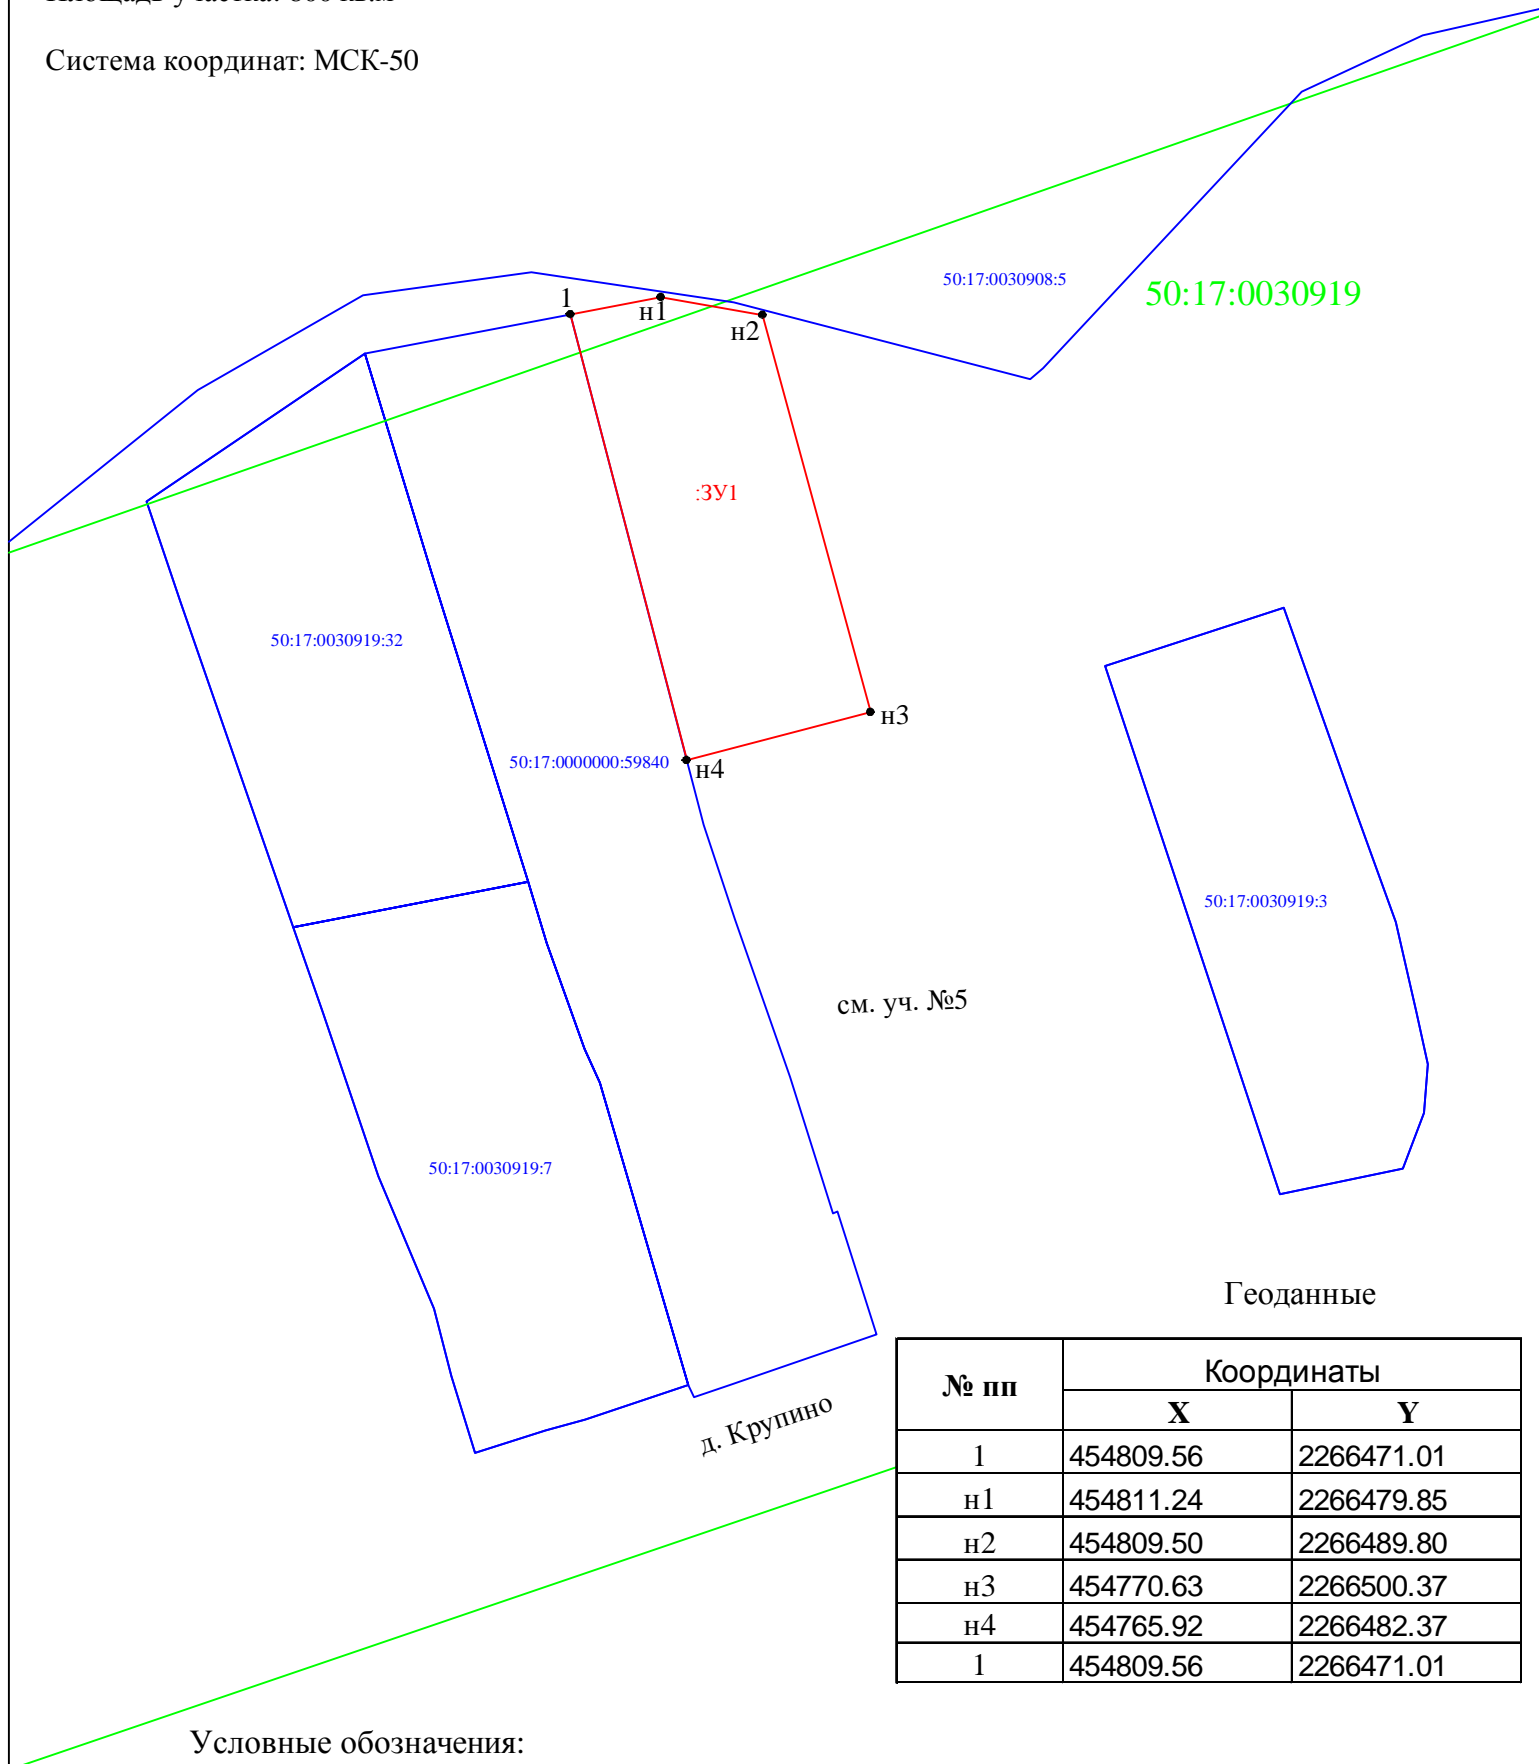 Система координат: МСК-50
50:17:0030908:5
50:17:0030919
1
н1
н2
:ЗУ1
50:17:0030919:32
н3
50:17:0000000:59840
н4
50:17:0030919:3
см. уч. №5
50:17:0030919:7
д. Крупино
Геоданные
№ пп Координаты
X Y
1 454809.56 2266471.01
н1 454811.24 2266479.85
н2 454809.50 2266489.80
н3 454770.63 2266500.37
н4 454765.92 2266482.37
1 454809.56 2266471.01
Условные обозначения: